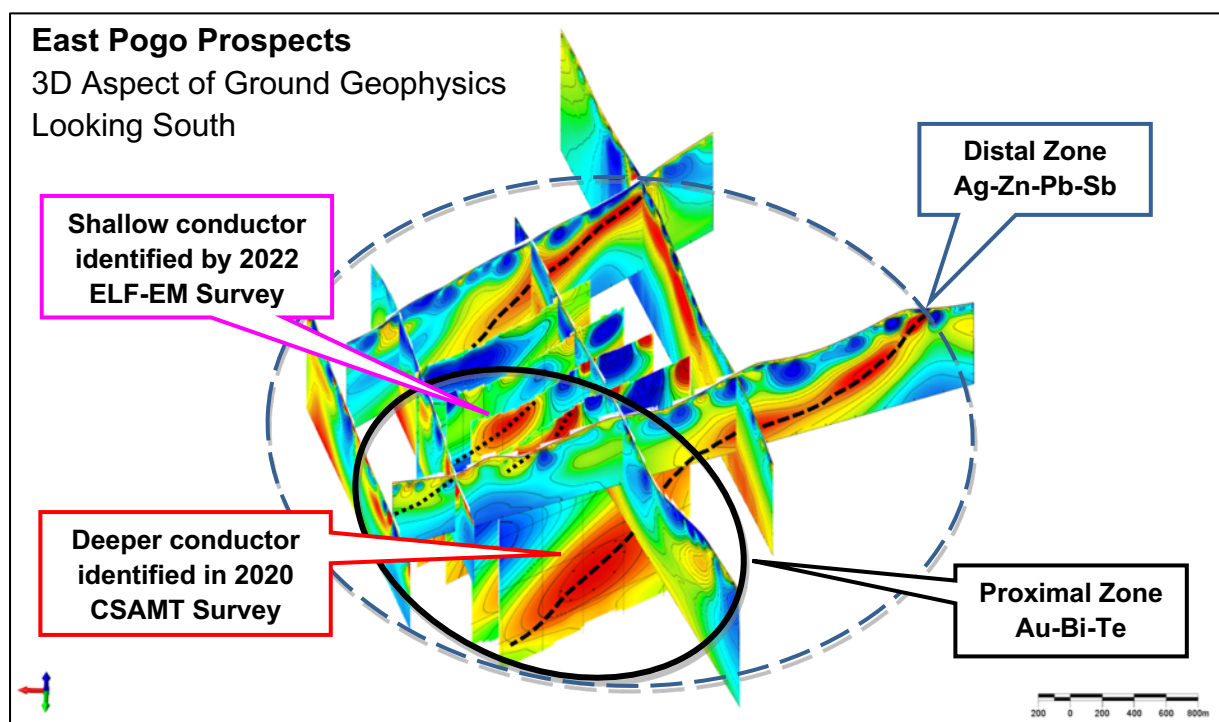 East Pogo Prospects
3D Aspect of Ground Geophysics
Looking South
Distal Zone
Ag-Zn-Pb-Sb
Shallow conductor
identified by 2022
ELF-EM Survey
Deeper conductor
identified in 2020
CSAMT Survey
Proximal Zone
Au-Bi-Te
200 0 200 400 600 800m